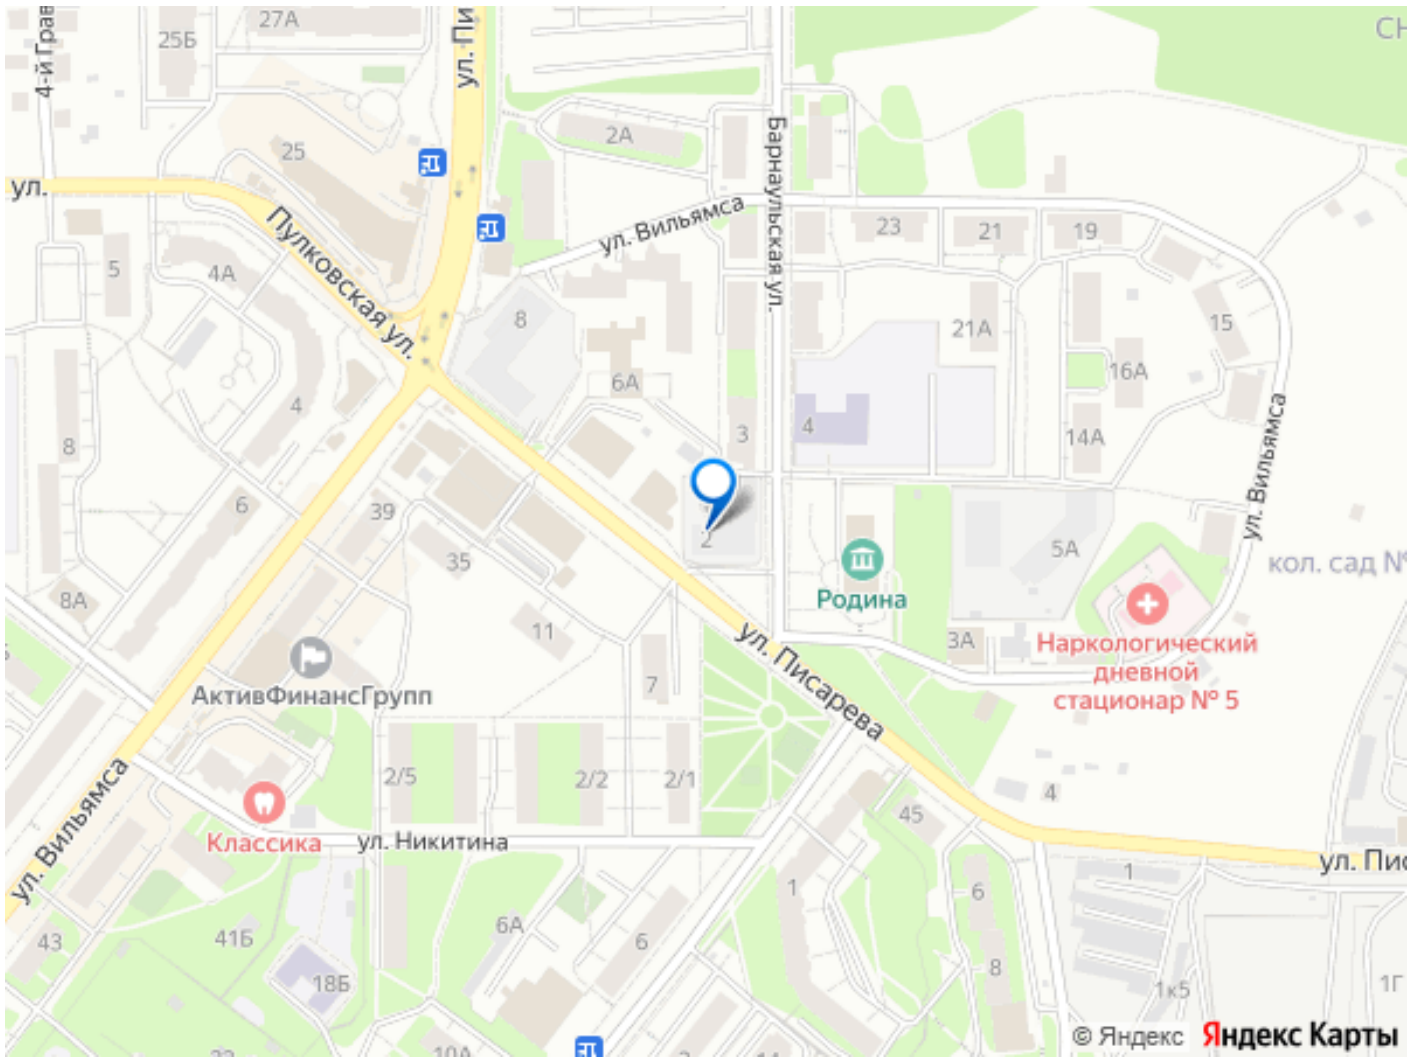 27А
25Б
4-й Грав
ул. Пи
СН
2А
Барнаульская ул.
25
ул.
Пулковская ул.
ул. Вильямса
23
21
19
5
4А
8
15
21А
16А
6А
4
4
3
14А
8
6
39
ул. Вильямса
2
5А
кол. сад №
35
Родина
8А
11
3А
Наркологический
дневной
стационар № 5
ул. Писарева
АктивФинансГрупп
7
2/5
2/2
2/1
4
45
ул. Вильямса
Классика
ул. Никитина
ул. Пис
1
1
6
43
41Б
6А
6
8
18Б
1к5
1Г
10А
© Яндекс
Яндекс Карты